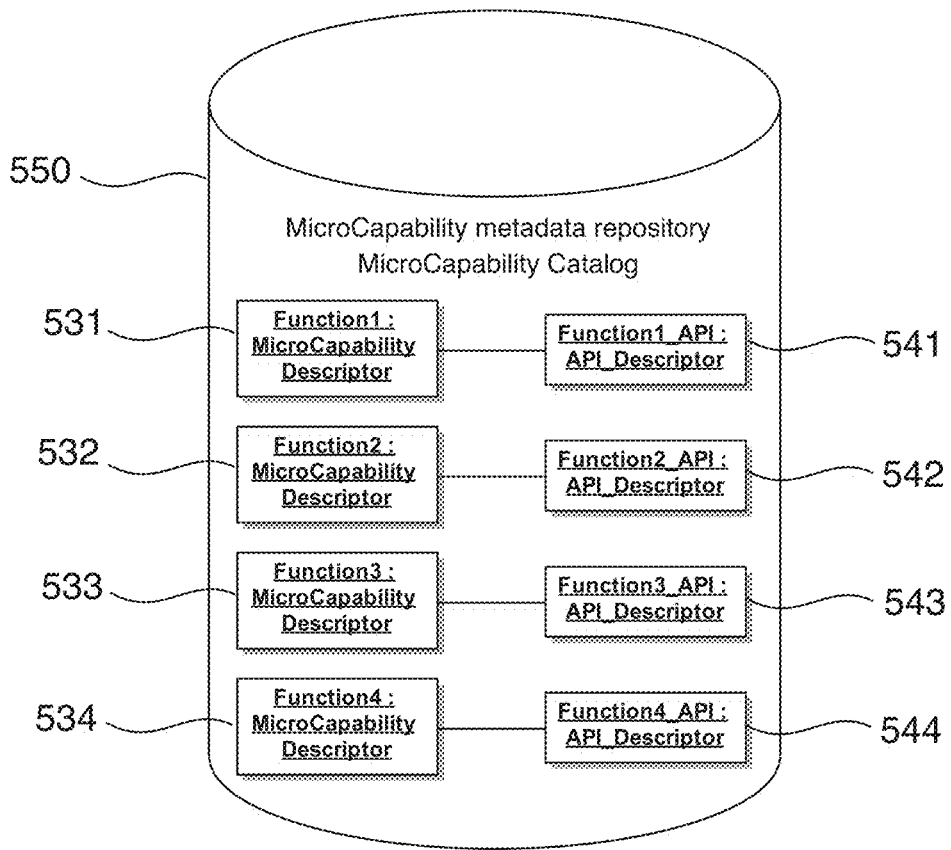 550
MicroCapability metadata repository
MicroCapability Catalog
531
Function1 :
MicroCapability
Descriptor
Function1_API :
API_Descriptor
541
532
Function2 :
MicroCapability
Descriptor
Function2_API :
API_Descriptor
542
533
Function3 :
MicroCapability
Descriptor
Function3_API :
API_Descriptor
543
534
Function4 :
MicroCapability
Descriptor
Function4_API :
API_Descriptor
544